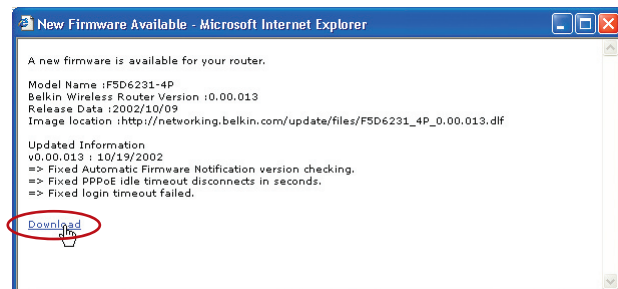 New Firmware Available - Microsoft Internet Explorer
A new firmware is available for your router.
Model Name :F5D6231-4P
Belkin Wireless Router Version :0.00.013
Release Data :2002/10/09
Image location :http://networking.belkin.com/update/files/F5D6231_4P_0.00.013.dlf
Updated Information
v0.00.013 : 10/19/2002
=> Fixed Automatic Firmware Notification version checking.
=> Fixed PPPoE idle timeout disconnects in seconds.
=> Fixed login timeout failed.
Download